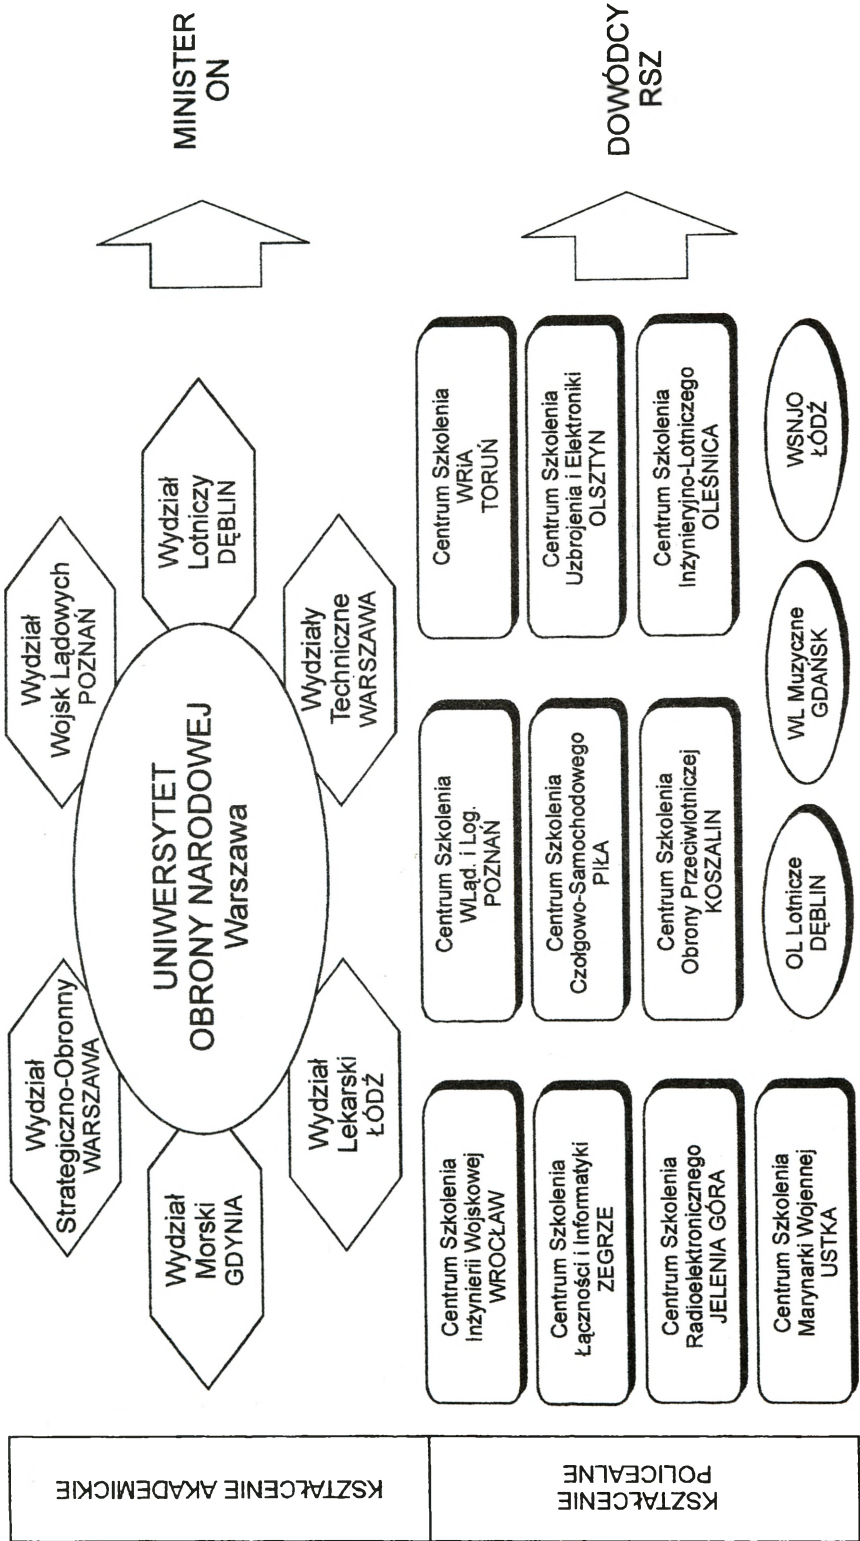 KSZTAŁCENIE AKADEMICKIE
Wydział
Strategiczno-Obronny
WARSZAWA
Wydział
Wojsk Lądowych
POZNAŃ
Wydział
Morski
GDYNIA
UNIWERSYTET
OBRONY NARODOWEJ
Warszawa
Wydział
Lotniczy
DĘBLIN
Wydział
Lekarski
ŁÓDŹ
Wydziały
Techniczne
WARSZAWA
MINISTER
ON
KSZTAŁCENIE
POLICEALNE
Centrum Szkolenia
Inżynierii Wojskowej
WROCŁAW
Centrum Szkolenia
WLąd. i Log.
POZNAŃ
Centrum Szkolenia
WRiA
TORUŃ
Centrum Szkolenia
Łączności i Informatyki
ZEGRZE
Centrum Szkolenia
Czołgowo-Samochodowego
PIŁA
Centrum Szkolenia
Uzbrojenia i Elektroniki
OLSZTYN
Centrum Szkolenia
Radioelektronicznego
JELENIA GÓRA
Centrum Szkolenia
Obrony Przeciwlotniczej
KOSZALIN
Centrum Szkolenia
Inżynieryjno-Lotniczego
OLEŚNICA
Centrum Szkolenia
Marynarki Wojennej
USTKA
OL Lotnicze
DĘBLIN
WL Muzyczne
GDAŃSK
WSNJO
ŁÓDŹ
DOWÓDCY
RSZ